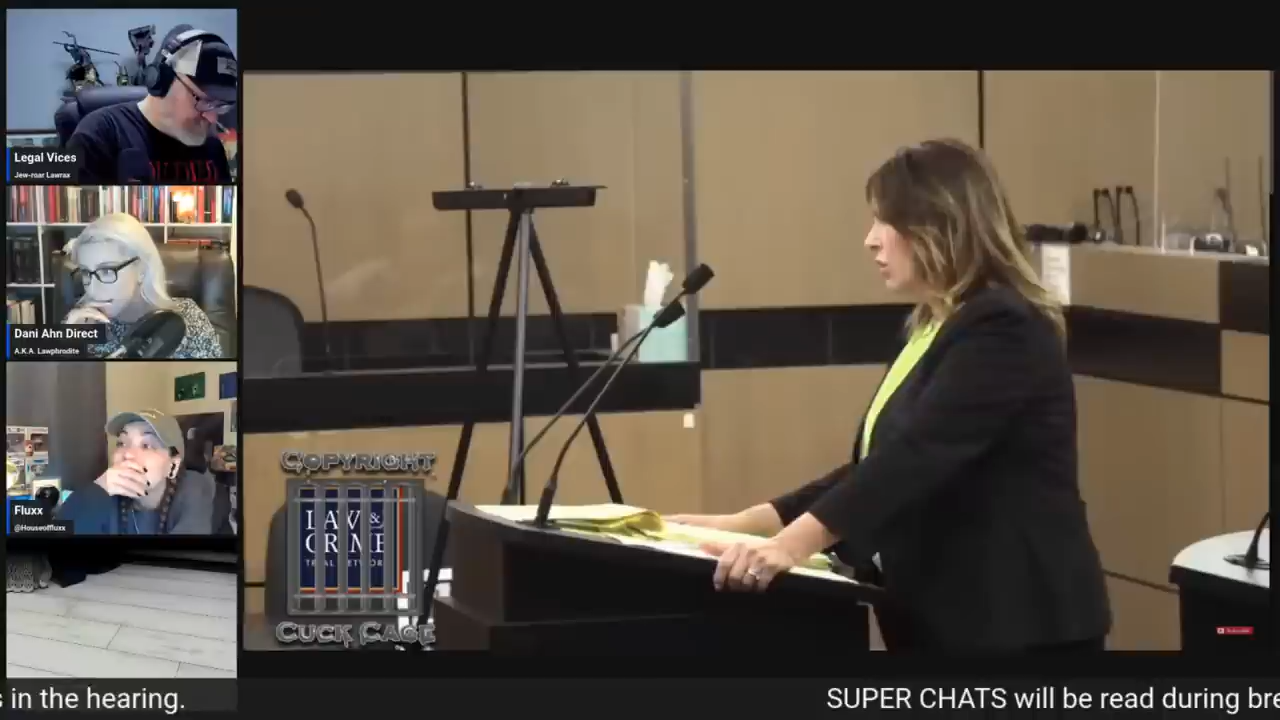 Legal Vices
Jew-roar Lawrax
Dani Ahn Direct
A.K.A. Lawphrodite
Fluxx
@Houseoffluxx
COPYRIGHT
LAW &
CRIME
CUCK CAGE
s in the hearing.
SUPER CHATS will be read during bre